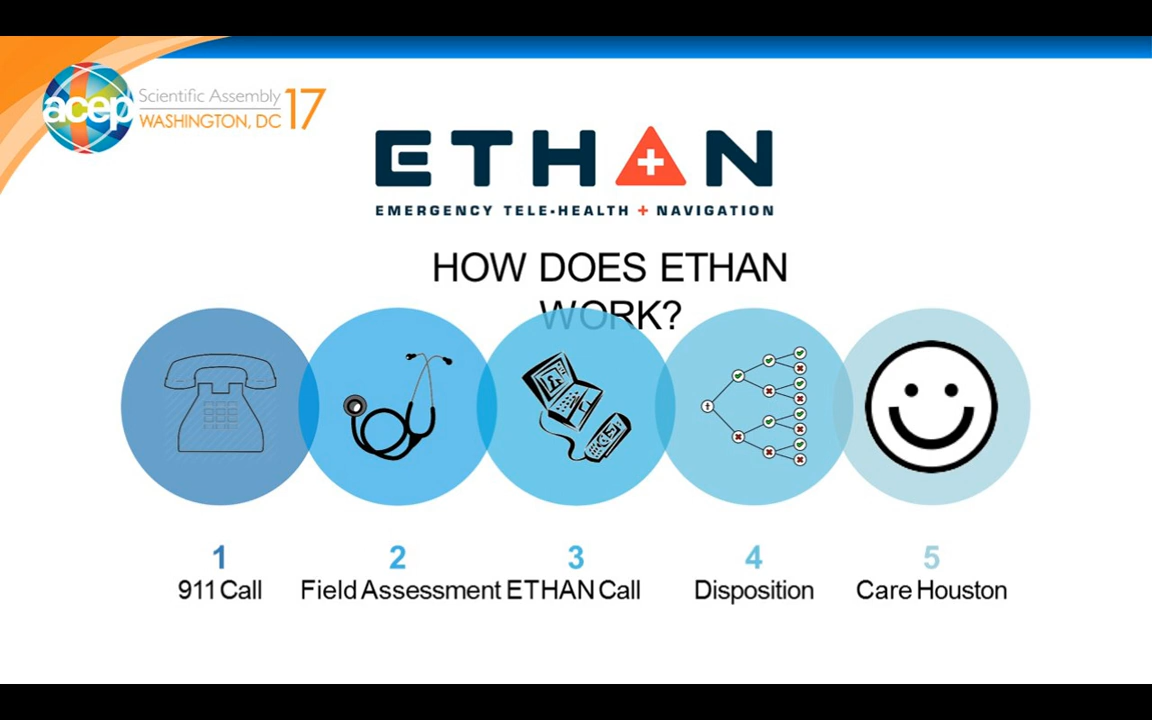 acep
Scientific Assembly 17
WASHINGTON, DC
ETHAN
EMERGENCY TELE-HEALTH + NAVIGATION
HOW DOES ETHAN
WORK?
1 2 3 4 5
911 Call Field Assessment ETHAN Call Disposition Care Houston